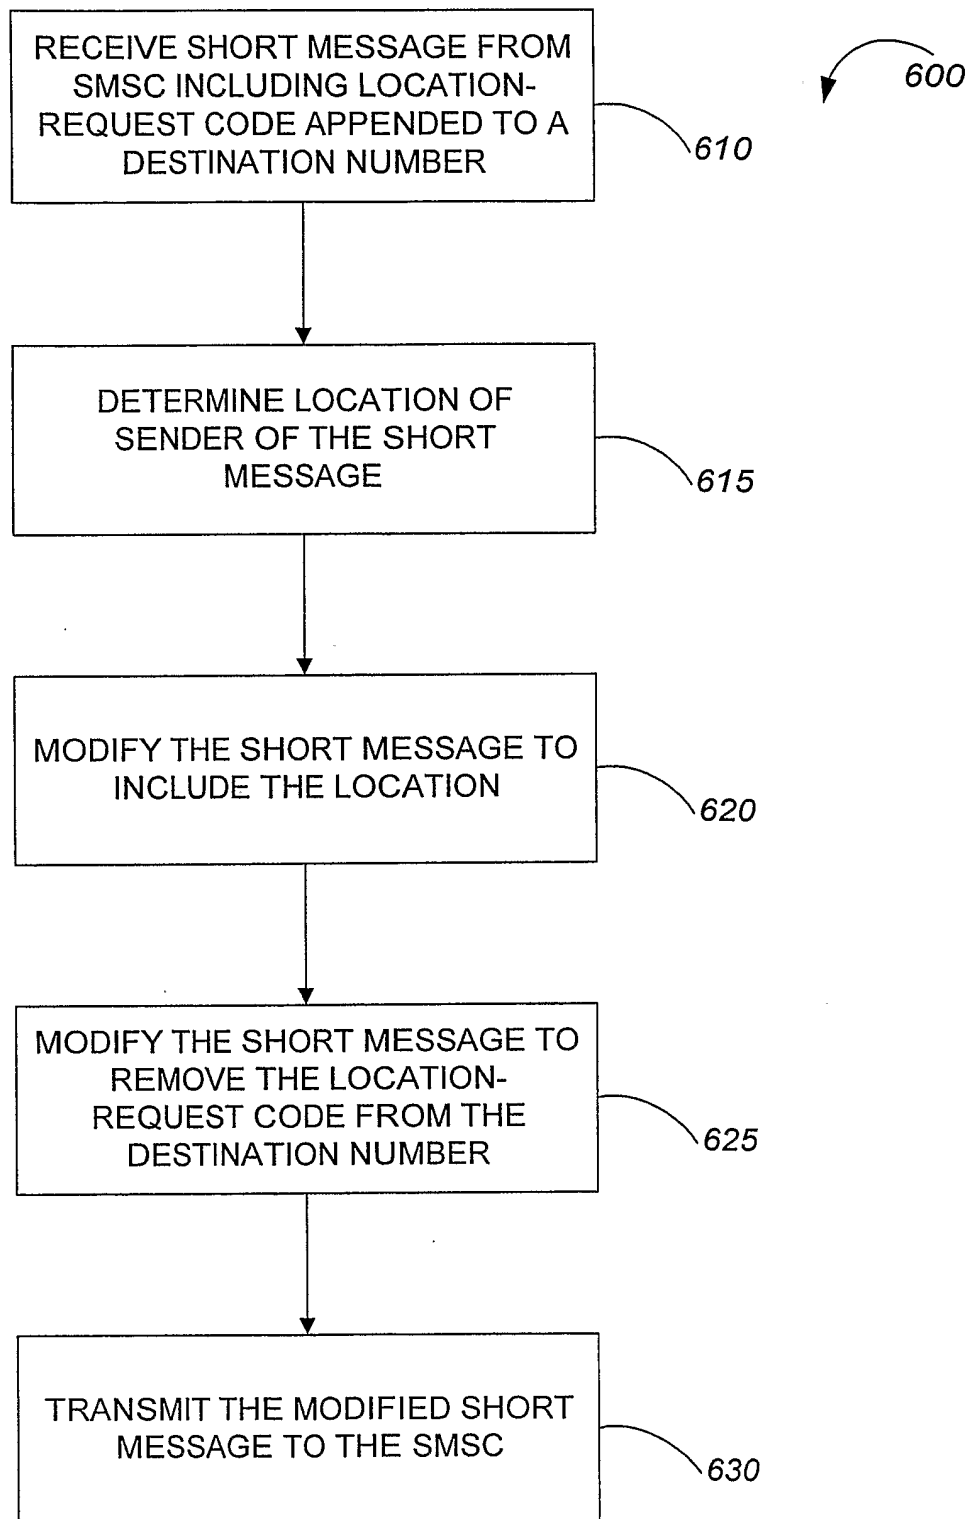 RECEIVE SHORT MESSAGE FROM
SMSC INCLUDING LOCATION-
REQUEST CODE APPENDED TO A
DESTINATION NUMBER
600
610
DETERMINE LOCATION OF
SENDER OF THE SHORT
MESSAGE
615
MODIFY THE SHORT MESSAGE TO
INCLUDE THE LOCATION
620
MODIFY THE SHORT MESSAGE TO
REMOVE THE LOCATION-
REQUEST CODE FROM THE
DESTINATION NUMBER
625
TRANSMIT THE MODIFIED SHORT
MESSAGE TO THE SMSC
630